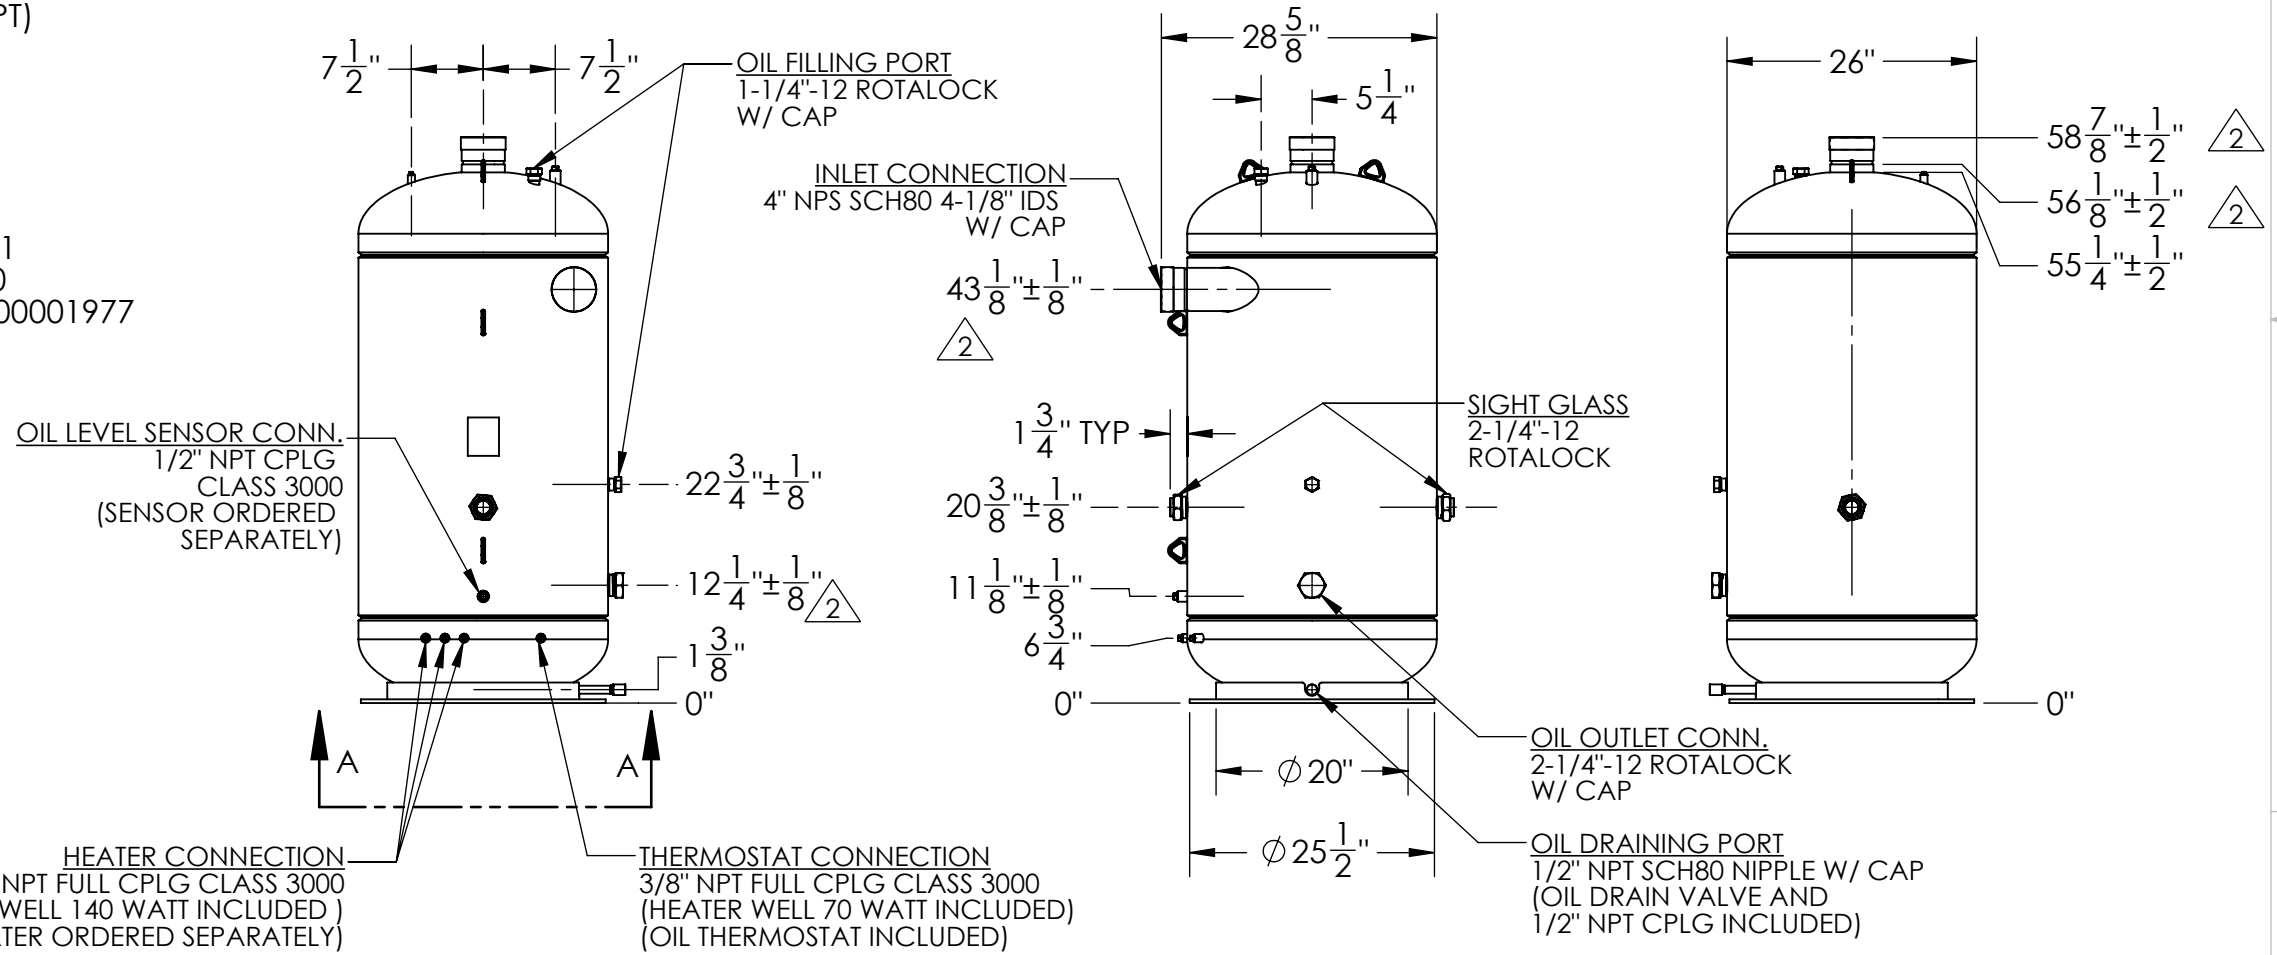 PT)
1
0
00001977
7 1/2"
7 1/2"
OIL FILLING PORT
1-1/4"-12 ROTALOCK
W/ CAP
OIL LEVEL SENSOR CONN.
1/2" NPT CPLG
CLASS 3000
(SENSOR ORDERED
SEPARATELY)
22 3/4"±1/8"
12 1/4"±1/8"
2
1 3/8"
0"
A
A
HEATER CONNECTION
NPT FULL CPLG CLASS 3000
WELL 140 WATT INCLUDED )
ATER ORDERED SEPARATELY)
THERMOSTAT CONNECTION
3/8" NPT FULL CPLG CLASS 3000
(HEATER WELL 70 WATT INCLUDED)
(OIL THERMOSTAT INCLUDED)
28 5/8"
5 1/4"
INLET CONNECTION
4" NPS SCH80 4-1/8" IDS
W/ CAP
43 1/8"±1/8"
2
1 3/4" TYP
SIGHT GLASS
2-1/4"-12
ROTALOCK
20 3/8"±1/8"
11 1/8"±1/8"
6 3/4"
0"
OIL OUTLET CONN.
2-1/4"-12 ROTALOCK
W/ CAP
∅20"
∅25 1/2"
OIL DRAINING PORT
1/2" NPT SCH80 NIPPLE W/ CAP
(OIL DRAIN VALVE AND
1/2" NPT CPLG INCLUDED)
26"
58 7/8"±1/2"
2
56 1/8"±1/2"
2
55 1/4"±1/2"
0"